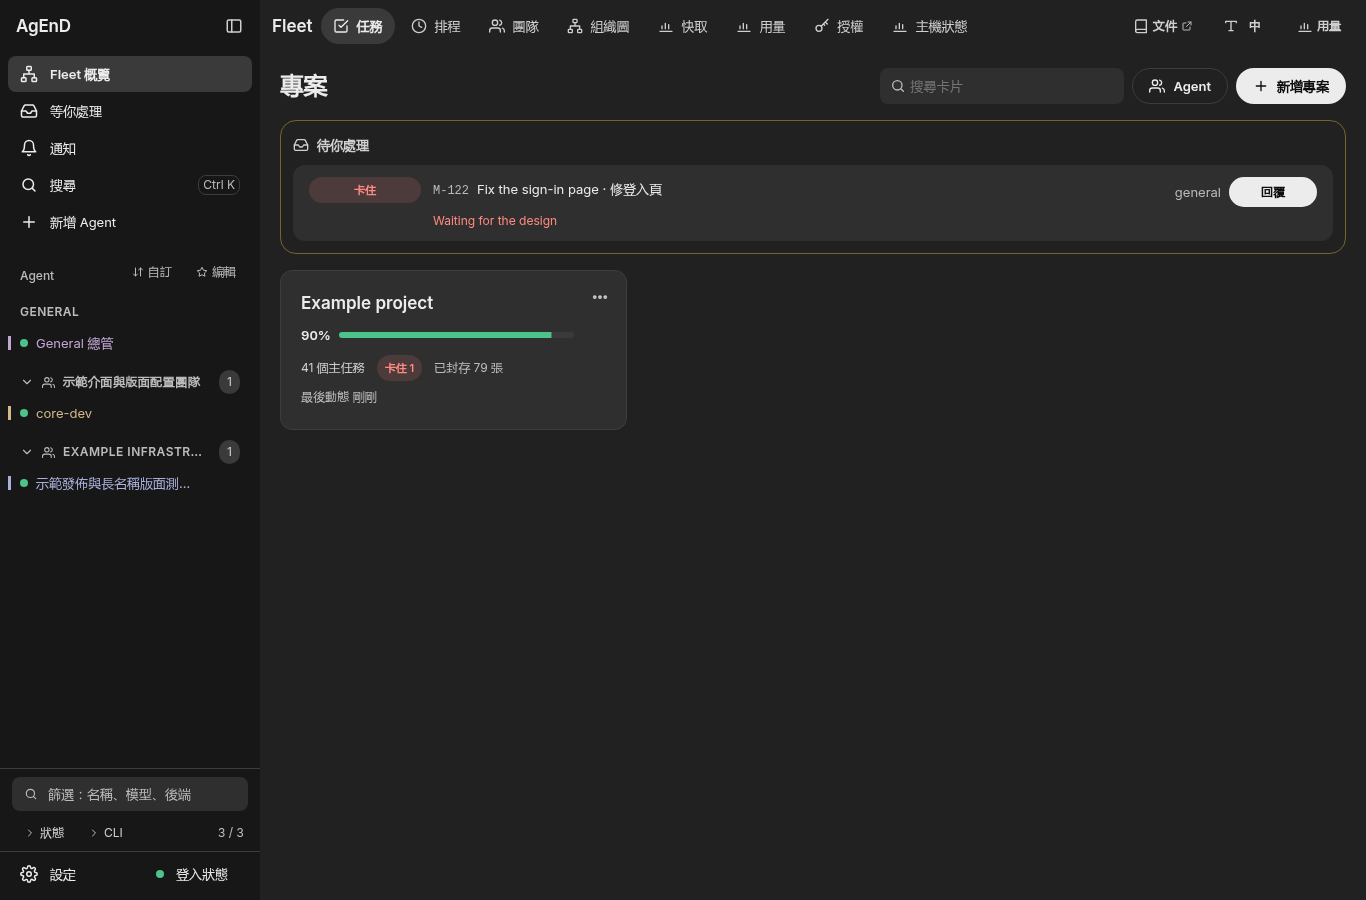 AgEnD
Fleet 概覽
等你處理
通知
搜尋 Ctrl K
新增 Agent
Agent 自訂 編輯
GENERAL
General 總管
示範介面與版面配置團隊 1
core-dev
EXAMPLE INFRASTR... 1
示範發佈與長名稱版面測...
篩選：名稱、模型、後端
狀態 CLI 3 / 3
設定 登入狀態
Fleet 任務 排程 團隊 組織圖 快取 用量 授權 主機狀態 文件 中 用量
專案 搜尋卡片 Agent 新增專案
待你處理
卡住 M-122 Fix the sign-in page · 修登入頁 general 回覆
Waiting for the design
Example project
90%
41 個主任務 卡住 1 已封存 79 張
最後動態 剛剛